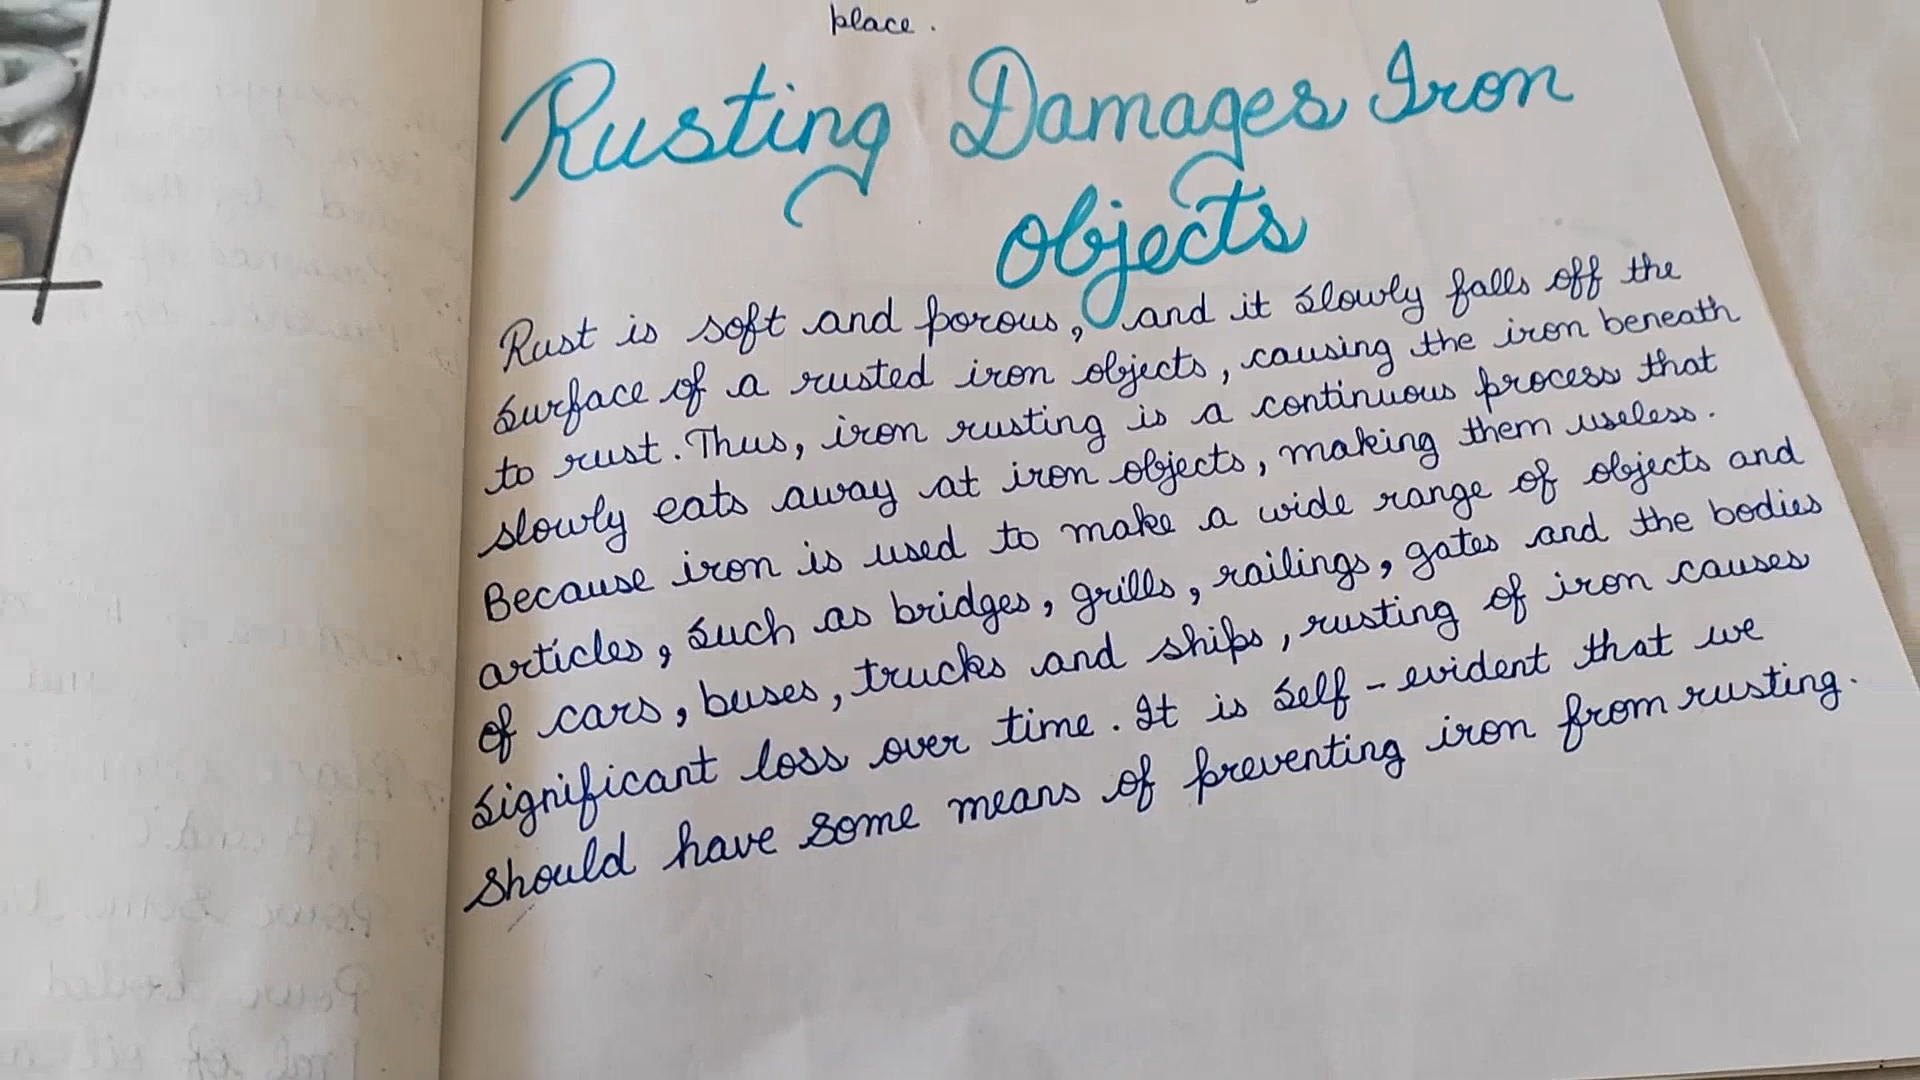 place.
Rusting Damages Iron
objects
Rust is soft and porous, and it slowly falls off the
surface of a rusted iron objects, causing the iron beneath
to rust. Thus, iron rusting is a continuous process that
slowly eats away at iron objects, making them useless.
Because iron is used to make a wide range of objects and
articles, such as bridges, grills, railings, gates and the bodies
of cars, buses, trucks and ships, rusting of iron causes
significant loss over time. It is self-evident that we
should have some means of preventing iron from rusting.